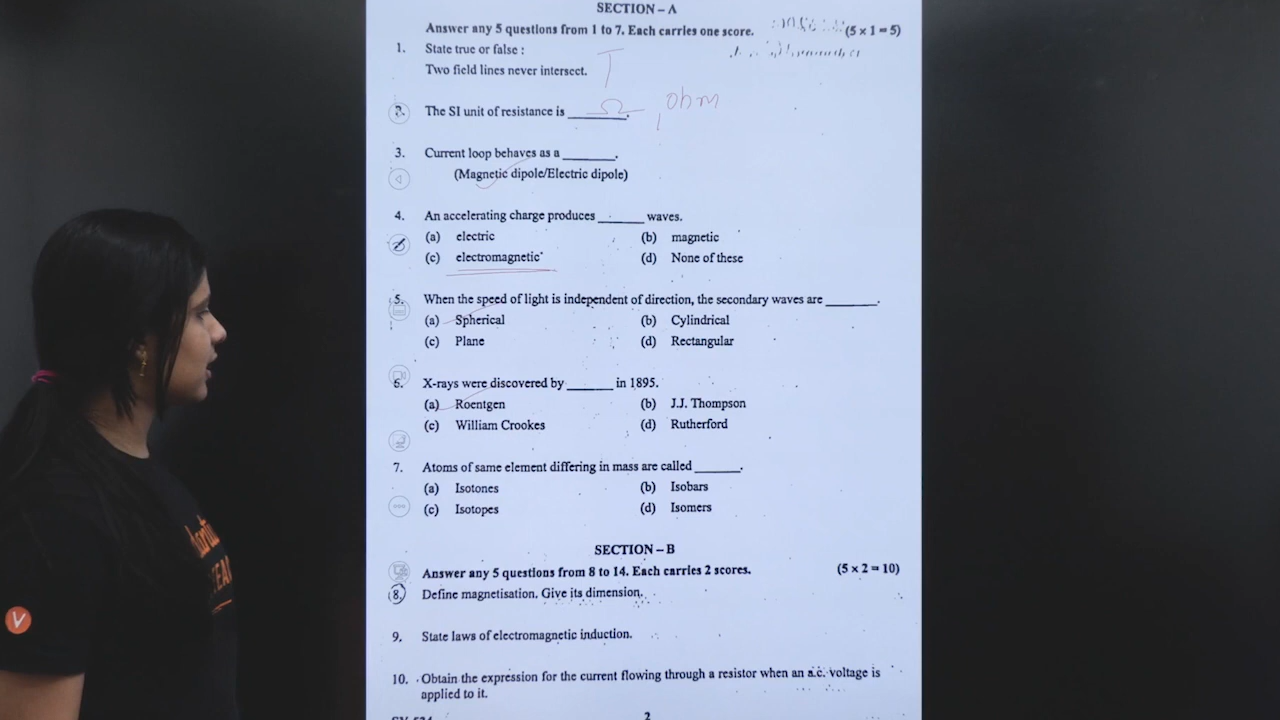 SECTION – A
Answer any 5 questions from 1 to 7. Each carries one score. (5 x 1 = 5)
1. State true or false :
Two field lines never intersect. T
2. The SI unit of resistance is ______. Ω, ohm
3. Current loop behaves as a ______.
(Magnetic dipole/Electric dipole)
4. An accelerating charge produces ______ waves.
(a) electric (b) magnetic
(c) electromagnetic (d) None of these
5. When the speed of light is independent of direction, the secondary waves are ______.
(a) Spherical (b) Cylindrical
(c) Plane (d) Rectangular
6. X-rays were discovered by ______ in 1895.
(a) Roentgen (b) J.J. Thompson
(c) William Crookes (d) Rutherford
7. Atoms of same element differing in mass are called ______.
(a) Isotones (b) Isobars
(c) Isotopes (d) Isomers
SECTION – B
Answer any 5 questions from 8 to 14. Each carries 2 scores. (5 x 2 = 10)
8. Define magnetisation. Give its dimension.
9. State laws of electromagnetic induction.
10. Obtain the expression for the current flowing through a resistor when an a.c. voltage is
applied to it.
2